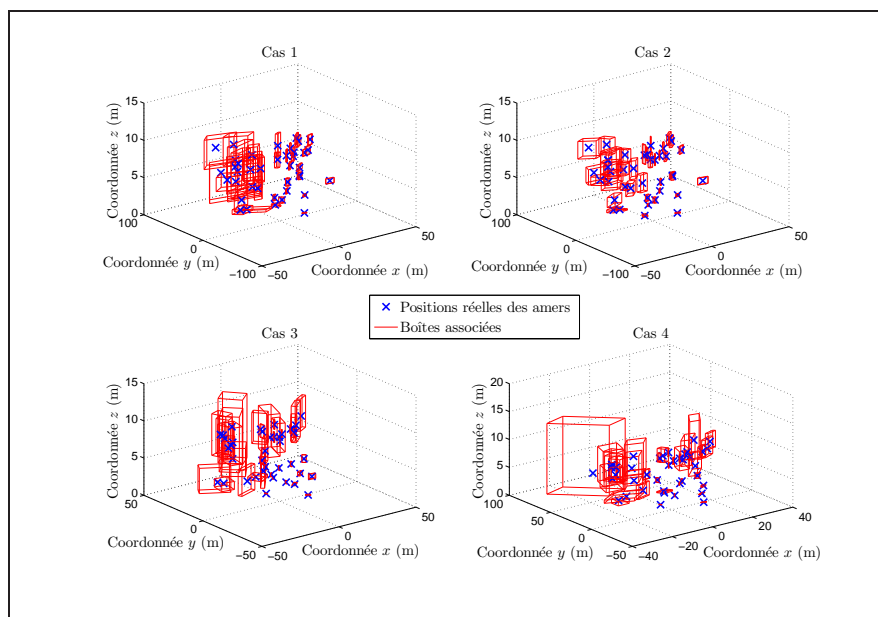 Cas 1
15
10
5
0
100
0
−100
−50
0
50
Coordonnée z (m)
Coordonnée y (m)
Coordonnée x (m)
Cas 2
15
10
5
0
100
0
−100
−50
0
50
Coordonnée z (m)
Coordonnée y (m)
Coordonnée x (m)
Positions réelles des amers
Boîtes associées
Cas 3
15
10
5
0
50
0
−50
−50
0
50
Coordonnée z (m)
Coordonnée y (m)
Coordonnée x (m)
Cas 4
20
15
10
5
0
50
0
−50
−40
−20
0
20
40
Coordonnée z (m)
Coordonnée y (m)
Coordonnée x (m)